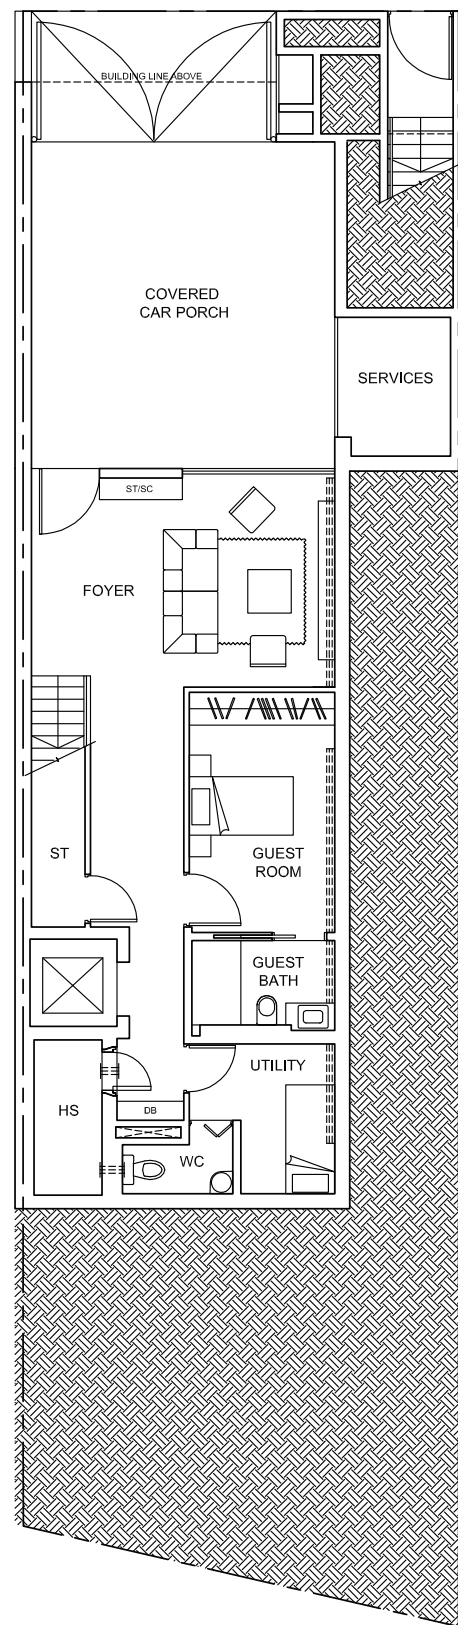 BUILDING LINE ABOVE
COVERED
CAR PORCH
SERVICES
ST/SC
FOYER
ST
GUEST
ROOM
GUEST
BATH
UTILITY
HS
DB
WC